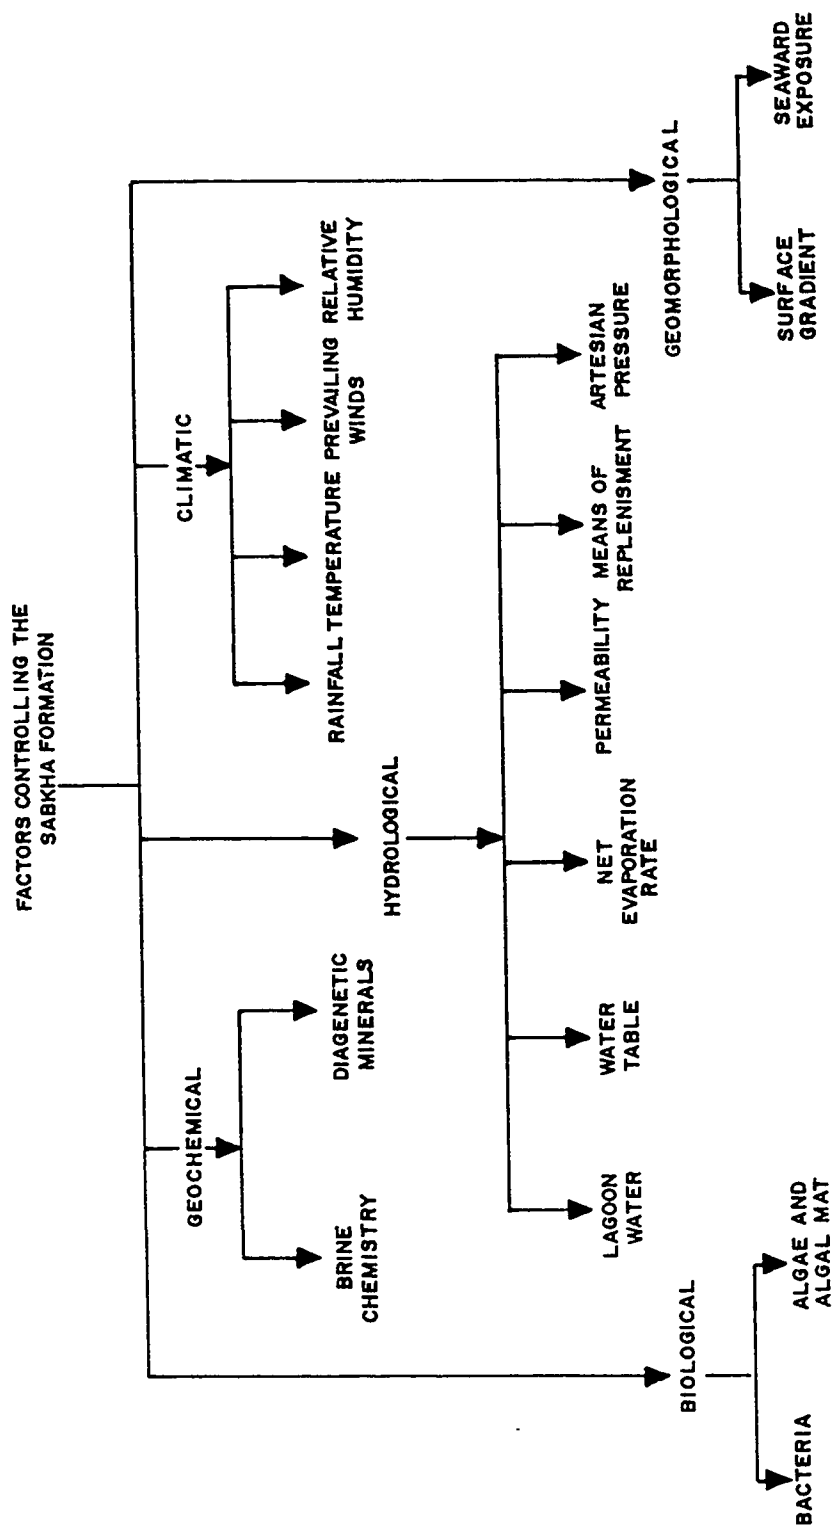 FACTORS CONTROLLING THE
SABKHA FORMATION
GEOCHEMICAL
CLIMATIC
BRINE
CHEMISTRY
DIAGENETIC
MINERALS
RAINFALL
TEMPERATURE
PREVAILING
WINDS
RELATIVE
HUMIDITY
HYDROLOGICAL
LAGOON
WATER
WATER
TABLE
NET
EVAPORATION
RATE
PERMEABILITY
MEANS OF
REPLENISMENT
ARTESIAN
PRESSURE
BIOLOGICAL
GEOMORPHOLOGICAL
BACTERIA
ALGAE AND
ALGAL MAT
SURFACE
GRADIENT
SEAWARD
EXPOSURE